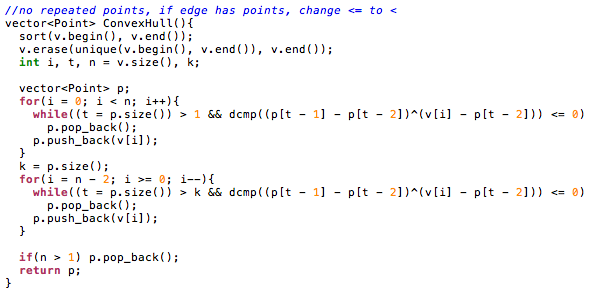 //no repeated points, if edge has points, change <= to <
vector<Point> ConvexHull(){
  sort(v.begin(), v.end());
  v.erase(unique(v.begin(), v.end()), v.end());
  int i, t, n = v.size(), k;

  vector<Point> p;
  for(i = 0; i < n; i++){
    while((t = p.size()) > 1 && dcmp((p[t - 1] - p[t - 2])^(v[i] - p[t - 2])) <= 0)
      p.pop_back();
    p.push_back(v[i]);
  }
  k = p.size();
  for(i = n - 2; i >= 0; i--){
    while((t = p.size()) > k && dcmp((p[t - 1] - p[t - 2])^(v[i] - p[t - 2])) <= 0)
      p.pop_back();
    p.push_back(v[i]);
  }

  if(n > 1) p.pop_back();
  return p;
}